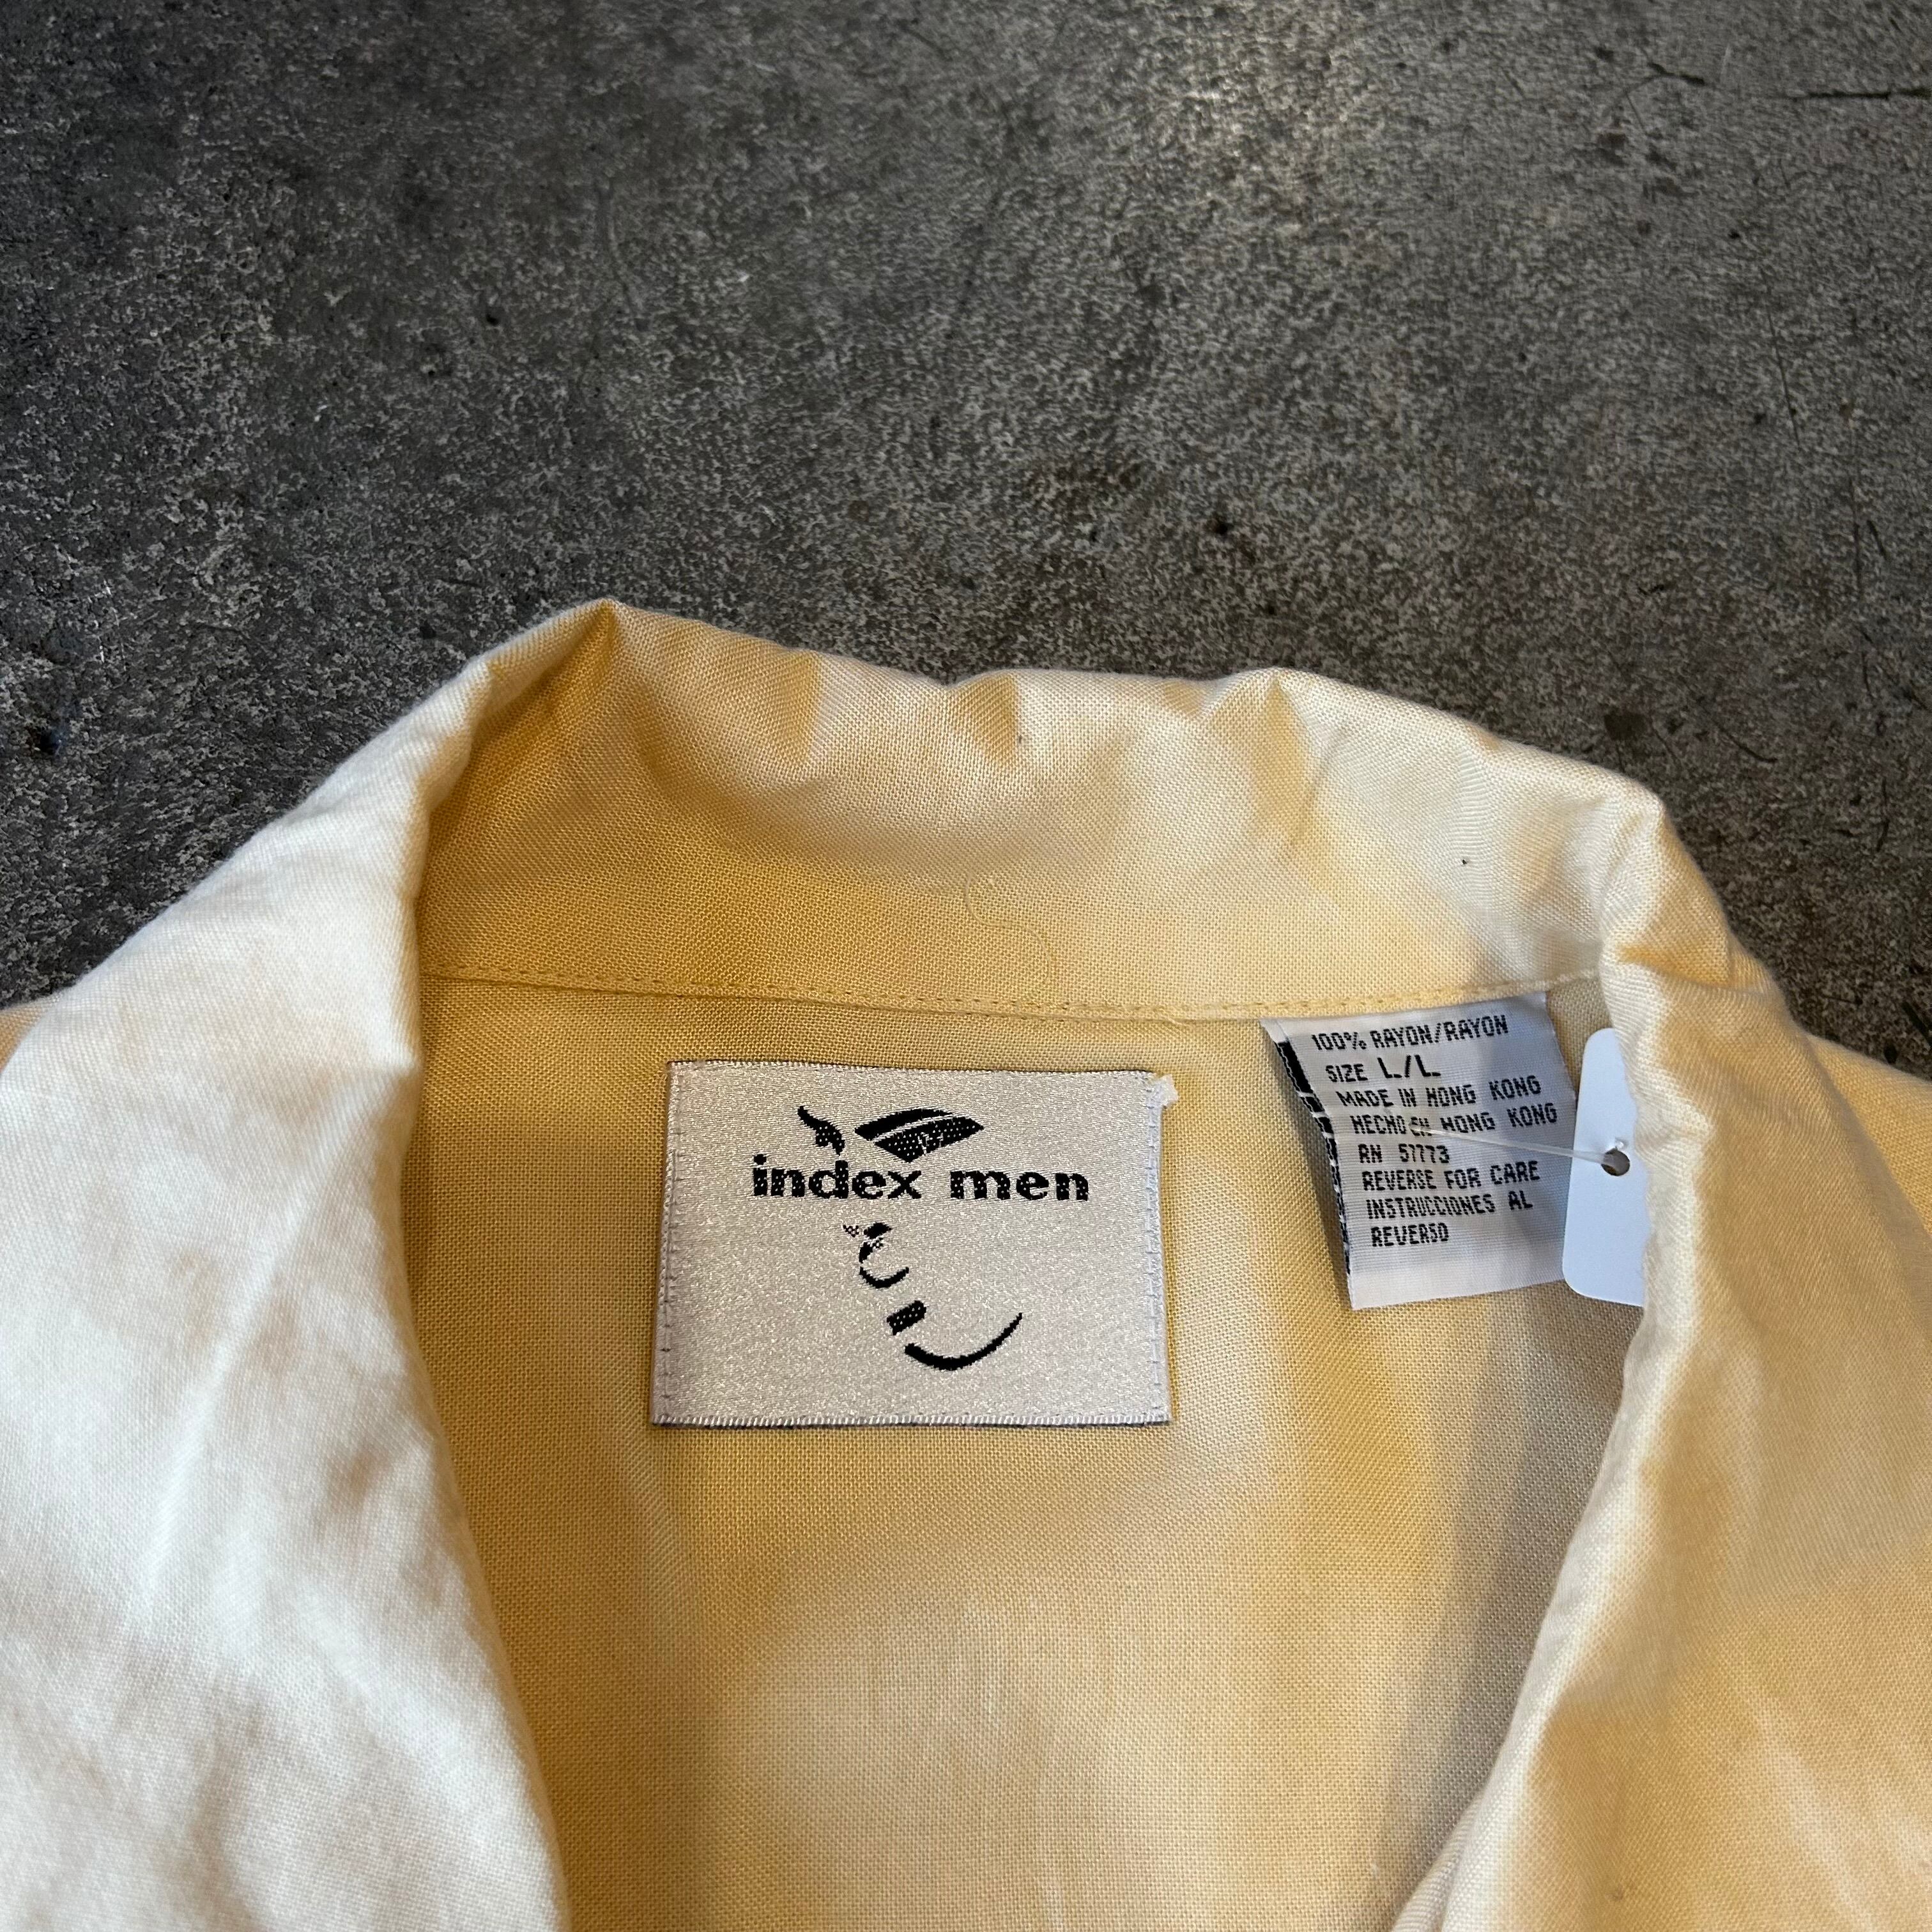 index men
100% RAYON/RAYON
SIZE L/L
MADE IN HONG KONG
HECHO EN HONG KONG
RN 57773
REVERSE FOR CARE
INSTRUCCIONES AL
REVERSO